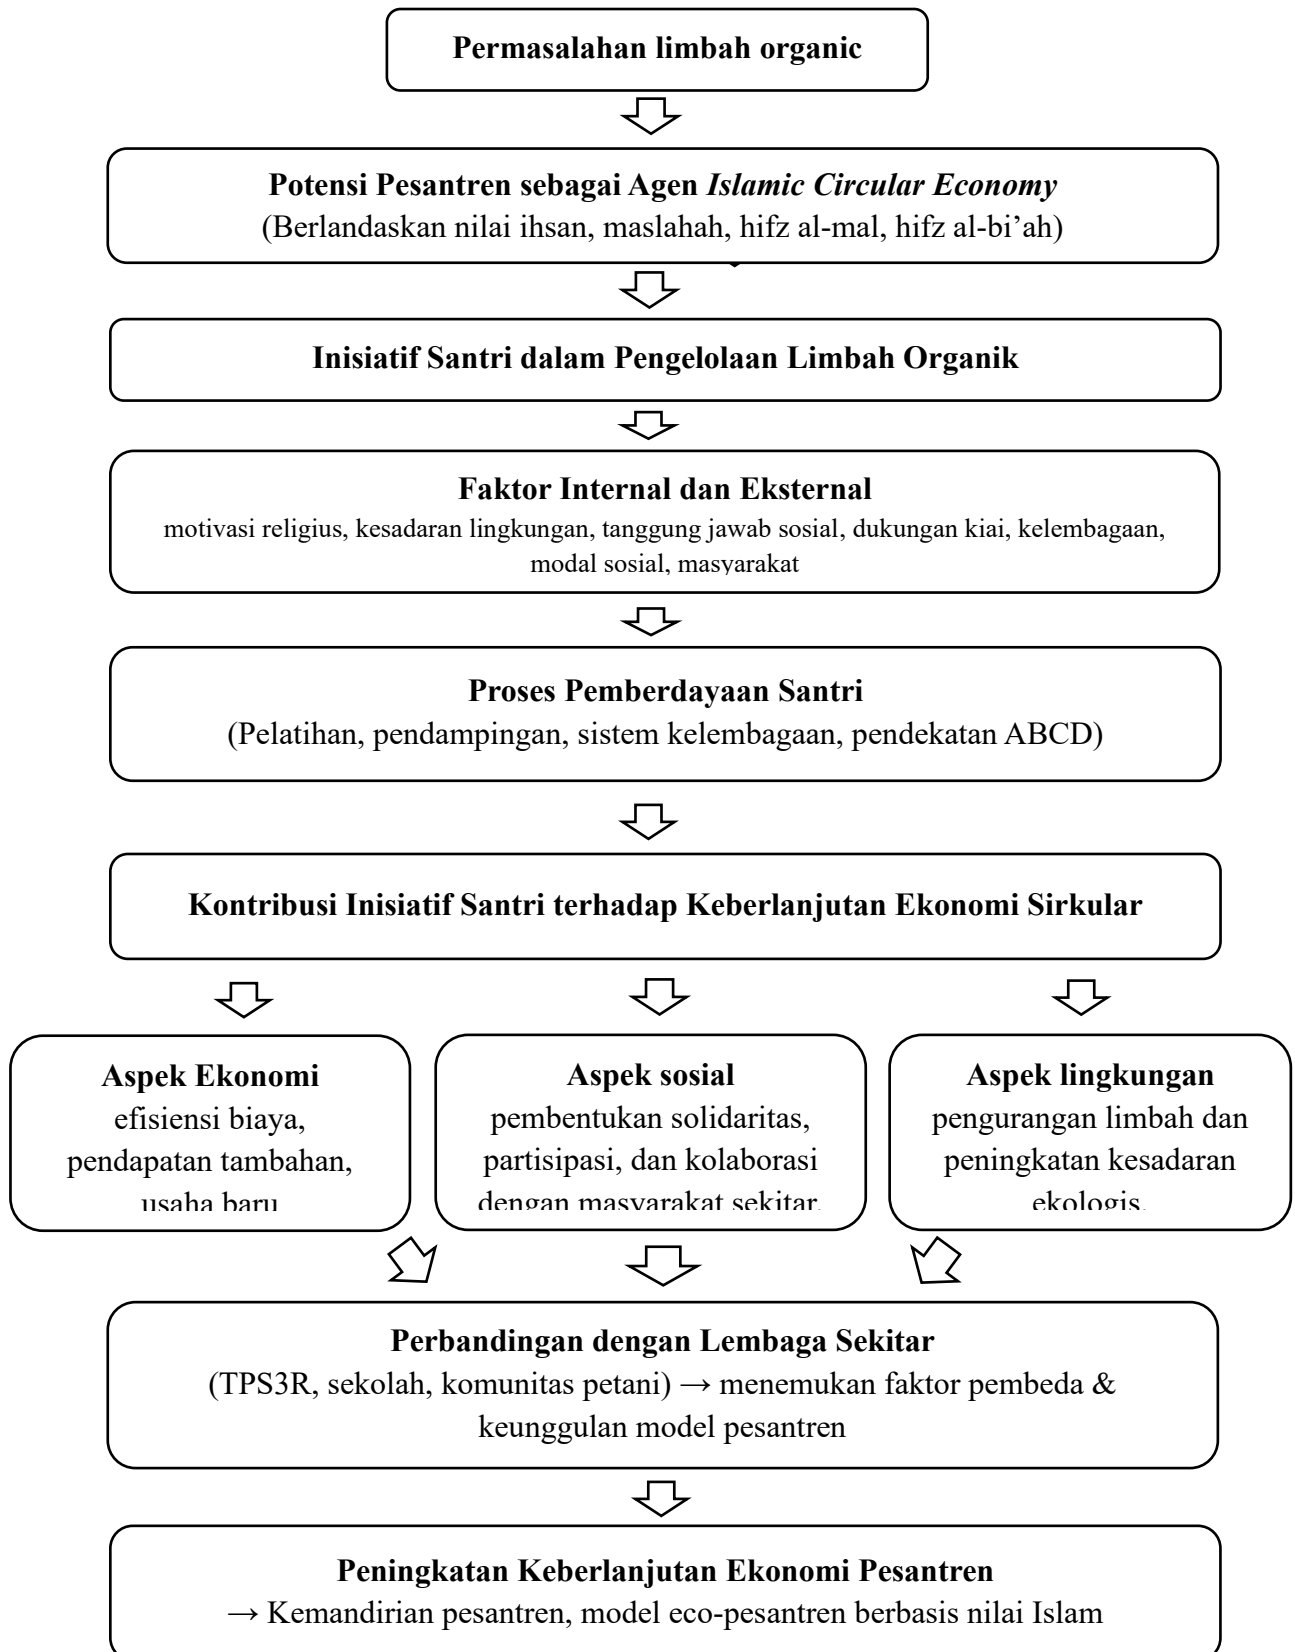 Permasalahan limbah organic
Potensi Pesantren sebagai Agen Islamic Circular Economy
(Berlandaskan nilai ihsan, maslahah, hifz al-mal, hifz al-bi’ah)
Inisiatif Santri dalam Pengelolaan Limbah Organik
Faktor Internal dan Eksternal
motivasi religius, kesadaran lingkungan, tanggung jawab sosial, dukungan kiai, kelembagaan,
modal sosial, masyarakat
Proses Pemberdayaan Santri
(Pelatihan, pendampingan, sistem kelembagaan, pendekatan ABCD)
Kontribusi Inisiatif Santri terhadap Keberlanjutan Ekonomi Sirkular
Aspek Ekonomi
efisiensi biaya,
pendapatan tambahan,
usaha baru
Aspek sosial
pembentukan solidaritas,
partisipasi, dan kolaborasi
dengan masyarakat sekitar.
Aspek lingkungan
pengurangan limbah dan
peningkatan kesadaran
ekologis.
Perbandingan dengan Lembaga Sekitar
(TPS3R, sekolah, komunitas petani) → menemukan faktor pembeda &
keunggulan model pesantren
Peningkatan Keberlanjutan Ekonomi Pesantren
→ Kemandirian pesantren, model eco-pesantren berbasis nilai Islam